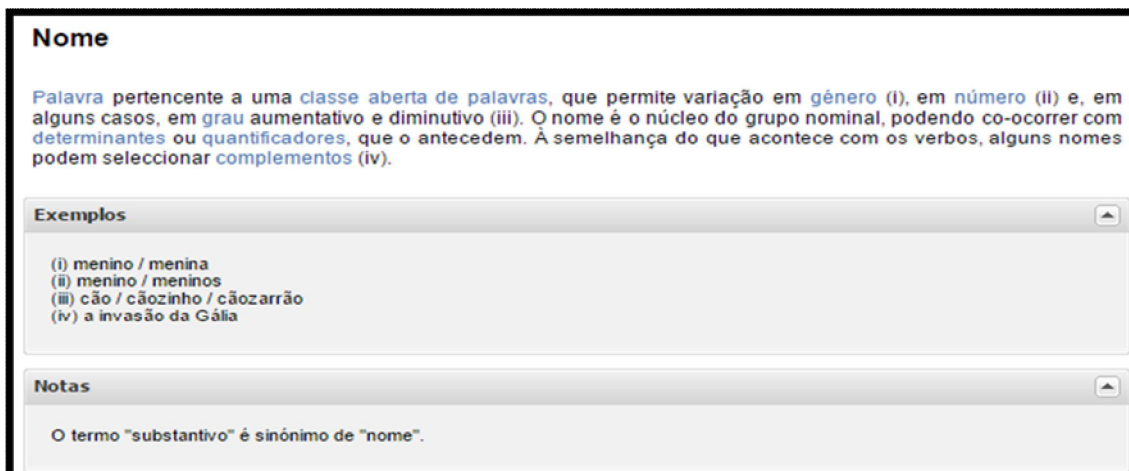 Nome
Palavra pertencente a uma classe aberta de palavras, que permite variação em género (i), em número (ii) e, em
alguns casos, em grau aumentativo e diminutivo (iii). O nome é o núcleo do grupo nominal, podendo co-ocorrer com
determinantes ou quantificadores, que o antecedem. À semelhança do que acontece com os verbos, alguns nomes
podem seleccionar complementos (iv).
Exemplos
(i) menino / menina
(ii) menino / meninos
(iii) cão / cãozinho / cãozarrão
(iv) a invasão da Gália
Notas
O termo "substantivo" é sinónimo de "nome".